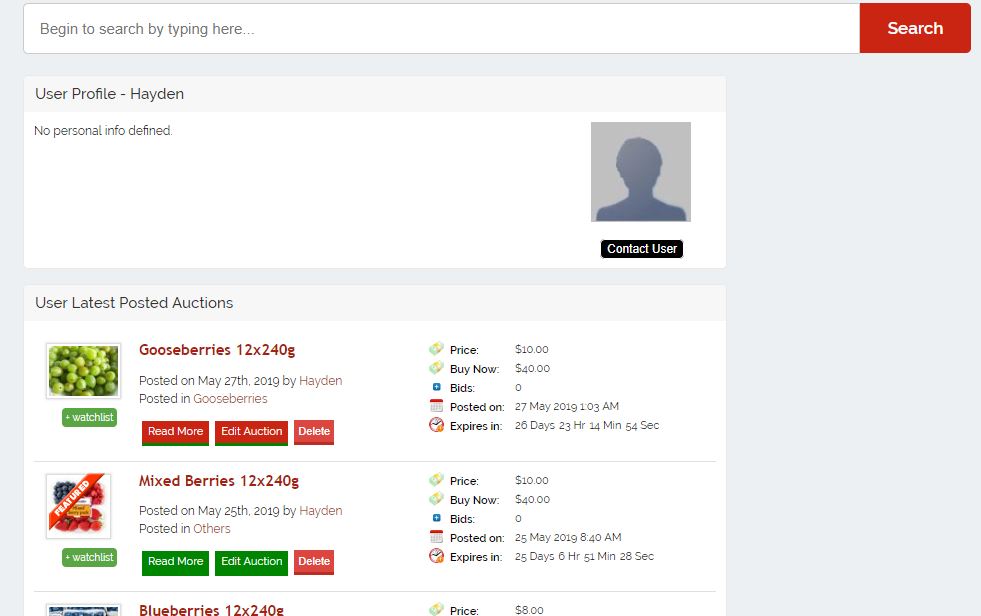 Begin to search by typing here...
Search
User Profile - Hayden
No personal info defined.
Contact User
User Latest Posted Auctions
Gooseberries 12x240g
Posted on May 27th, 2019 by Hayden
Posted in Gooseberries
+ watchlist
Read More Edit Auction Delete
Price: $10.00
Buy Now: $40.00
Bids: 0
Posted on: 27 May 2019 1:03 AM
Expires in: 26 Days 23 Hr 14 Min 54 Sec
FEATURED
Mixed Berries 12x240g
Posted on May 25th, 2019 by Hayden
Posted in Others
+ watchlist
Read More Edit Auction Delete
Price: $10.00
Buy Now: $40.00
Bids: 0
Posted on: 25 May 2019 8:40 AM
Expires in: 25 Days 6 Hr 51 Min 28 Sec
Blueberries 12x240g
Price: $8.00